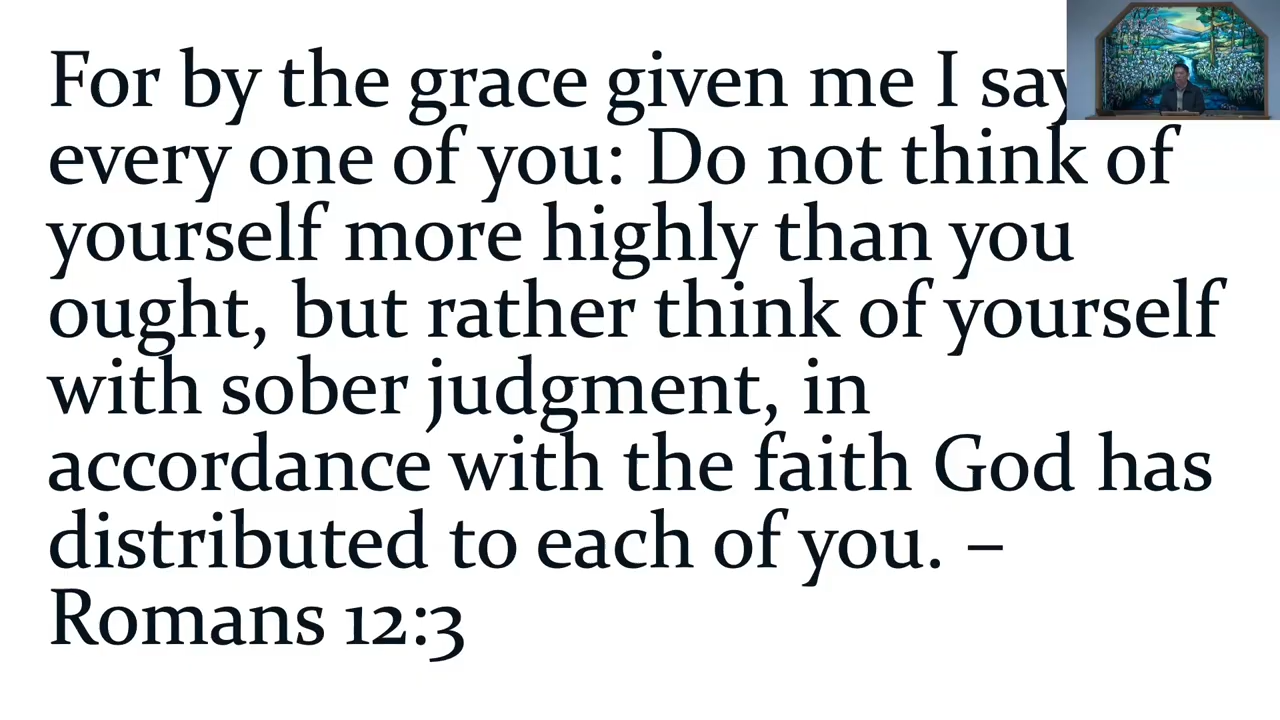 For by the grace given me I say
every one of you: Do not think of
yourself more highly than you
ought, but rather think of yourself
with sober judgment, in
accordance with the faith God has
distributed to each of you. –
Romans 12:3